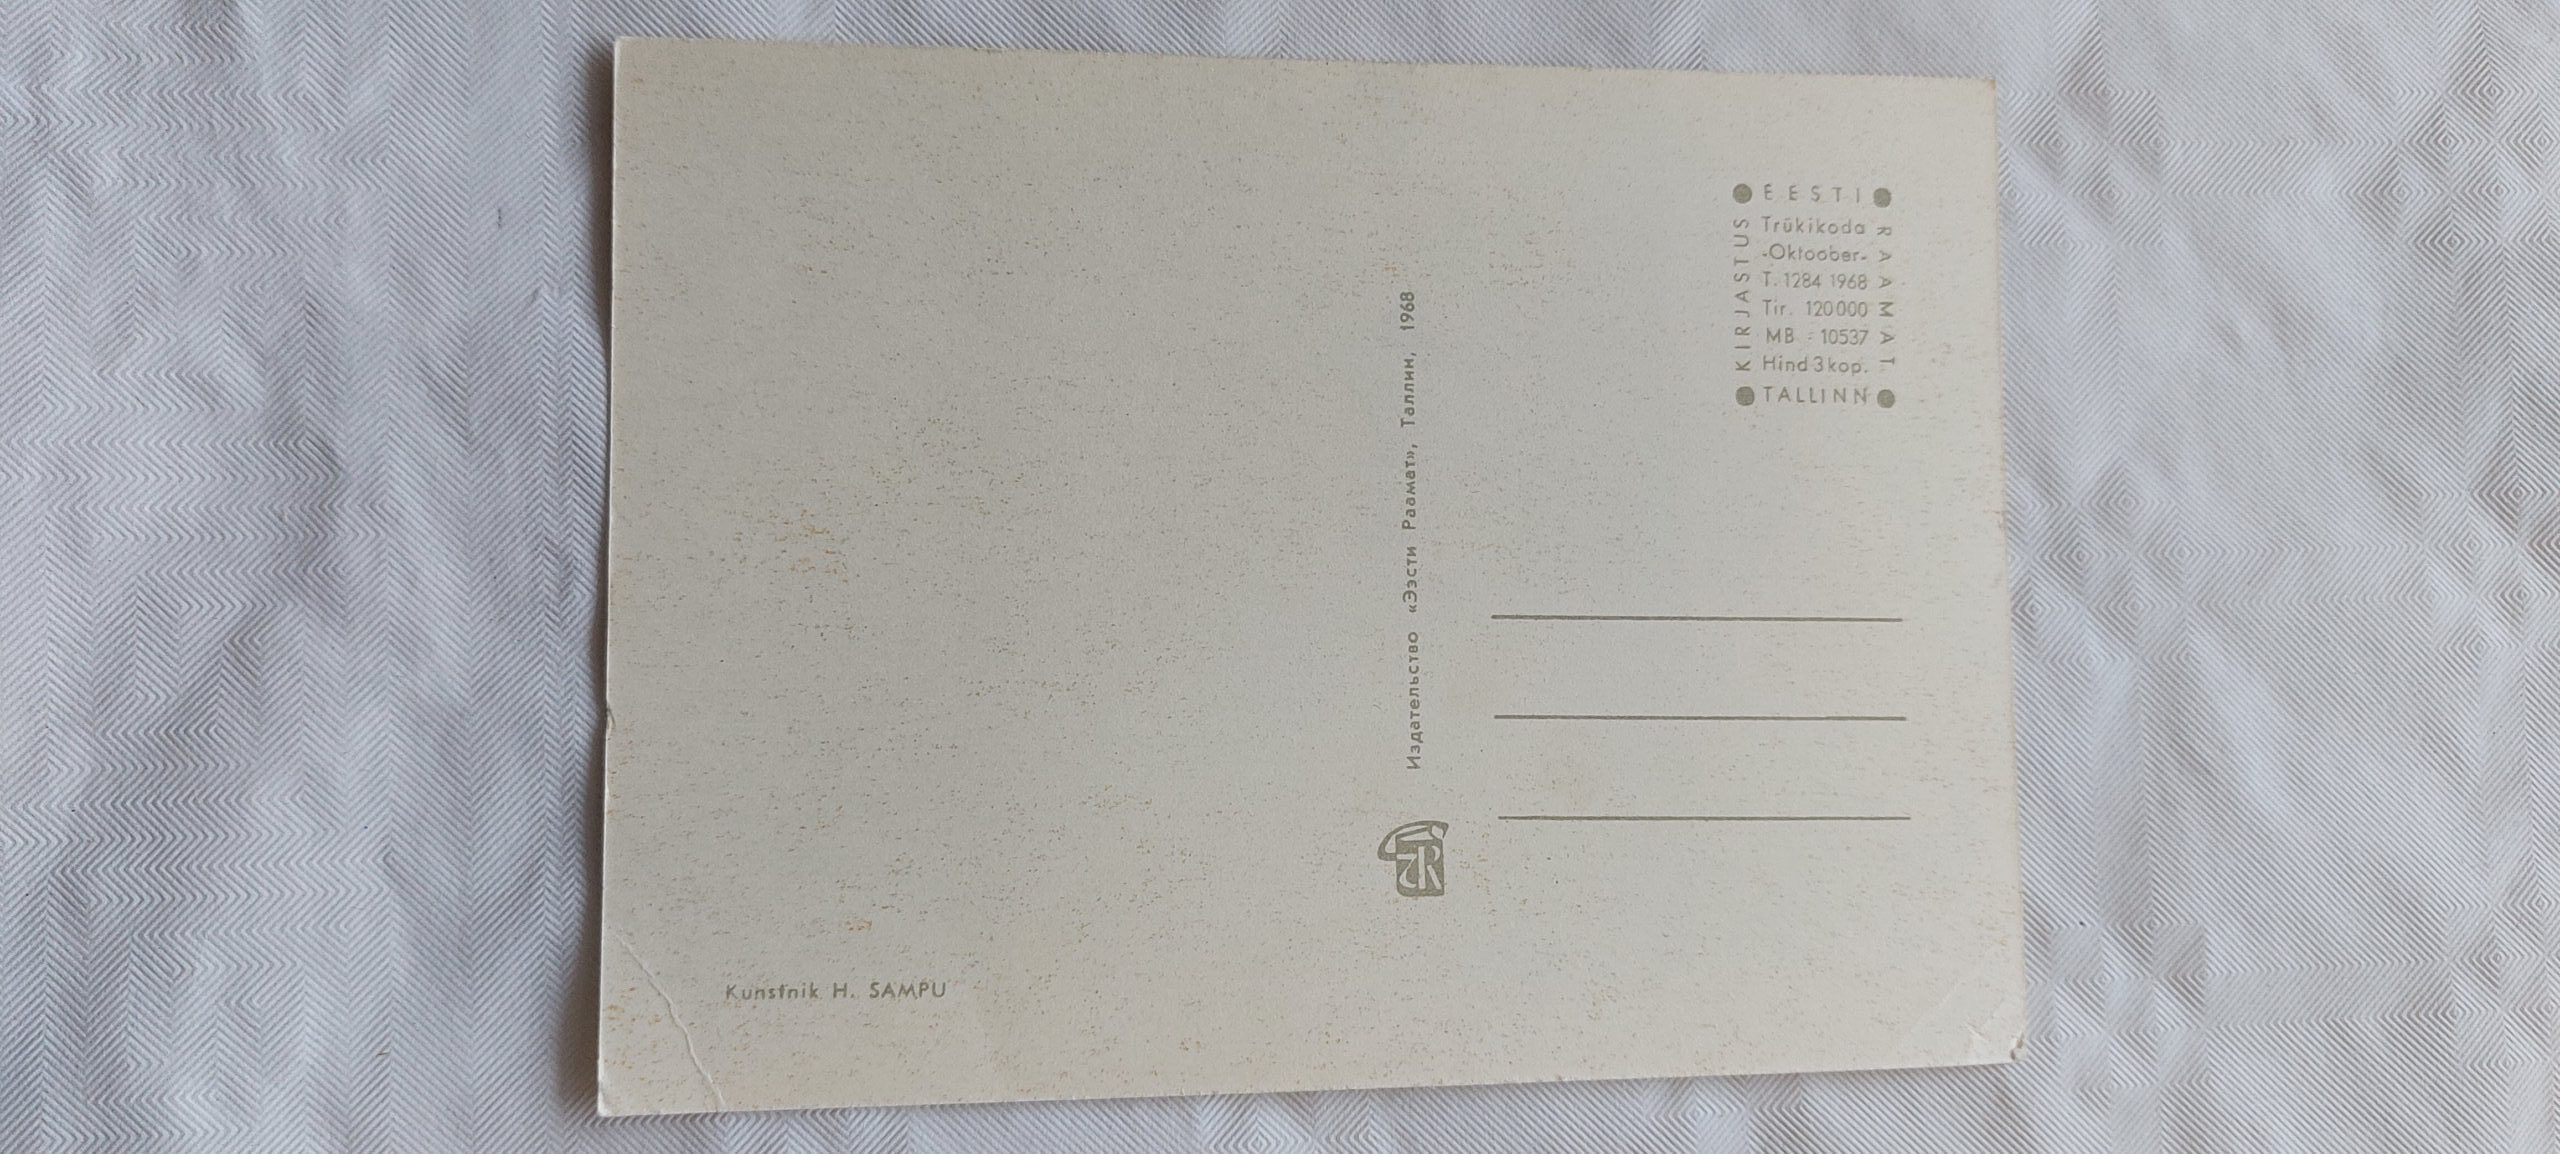 EESTI
KIRJASTUS
RAAMAT
Trükikoda
-Oktoober-
T. 1284 1968
Tir. 120000
MB - 10537
Hind 3 kop.
TALLINN
Издательство «Ээсти Раамат», Таллин, 1968
ER
Kunstnik H. SAMPU